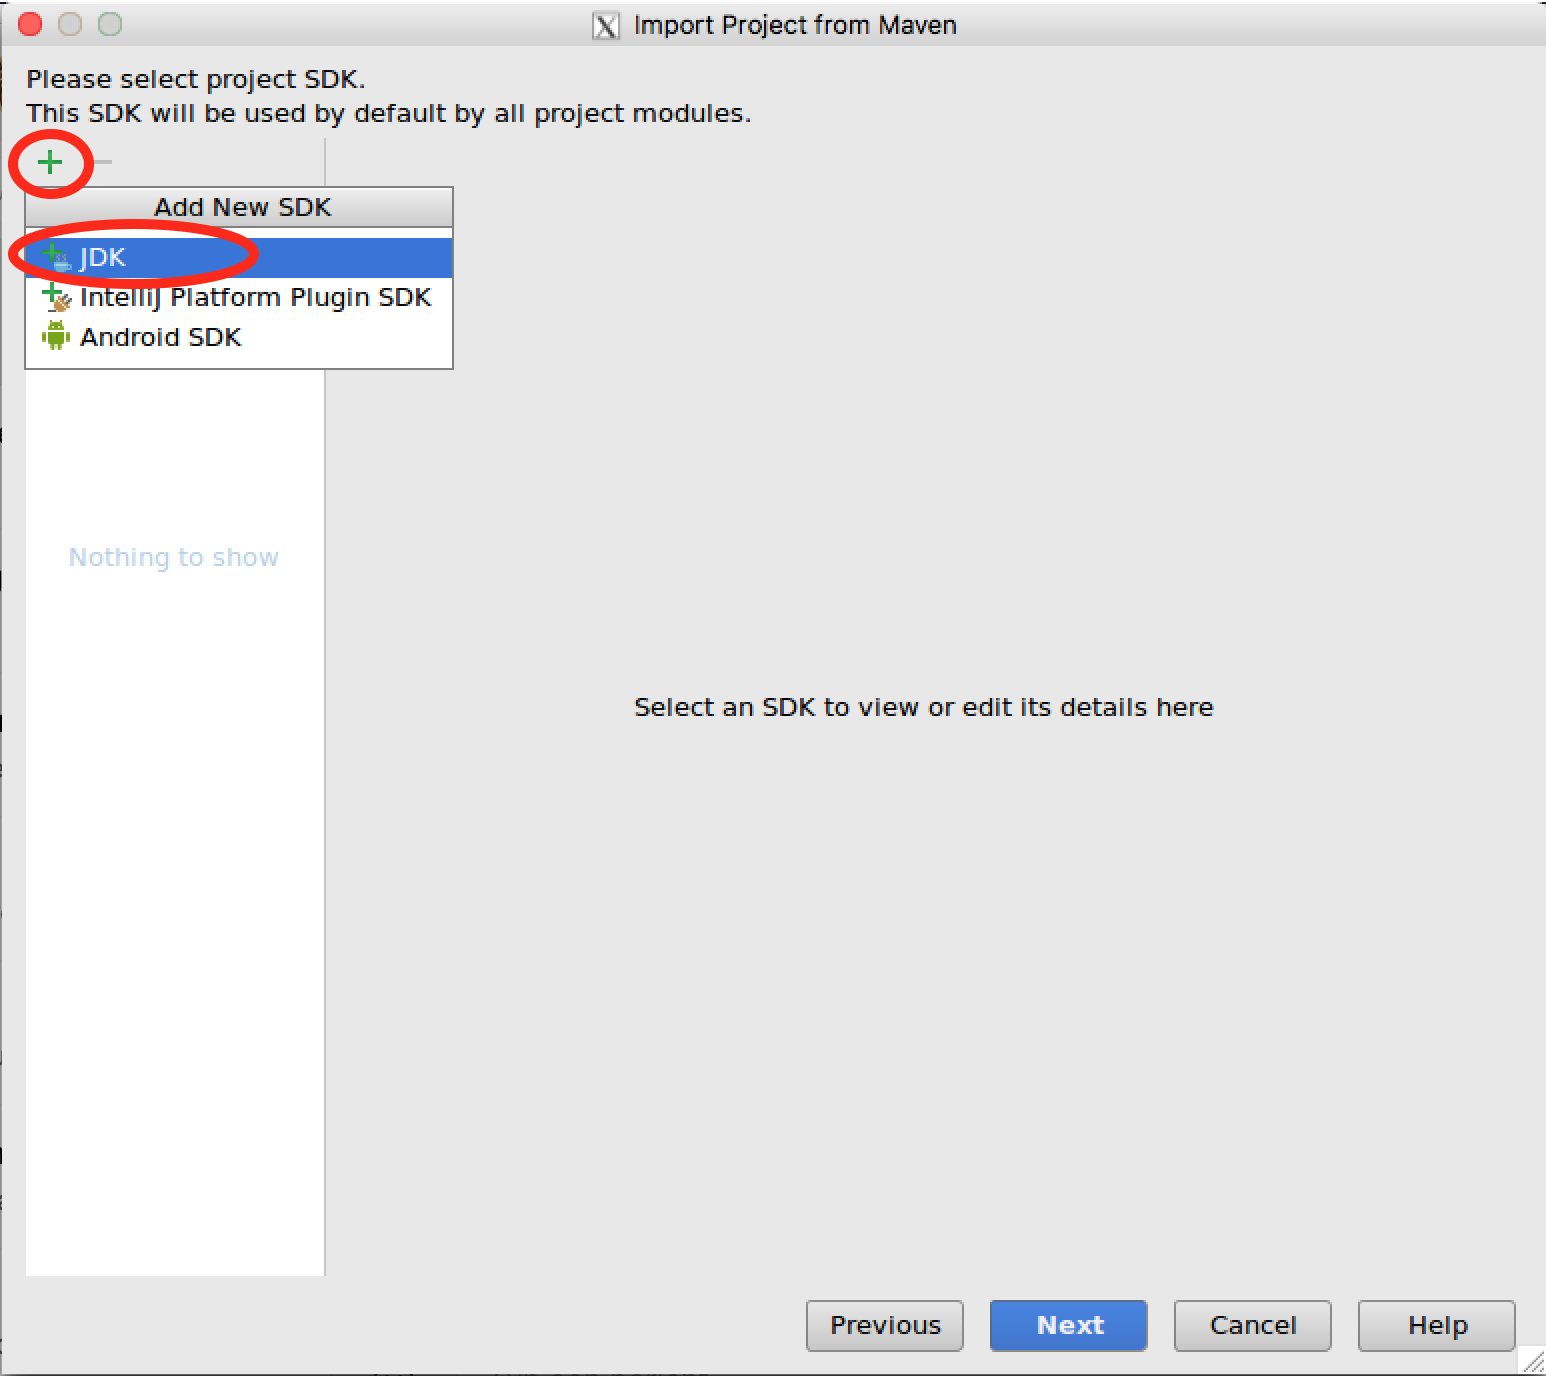 Import Project from Maven
Please select project SDK.
This SDK will be used by default by all project modules.
Add New SDK
JDK
IntelliJ Platform Plugin SDK
Android SDK
Nothing to show
Select an SDK to view or edit its details here
Previous
Next
Cancel
Help